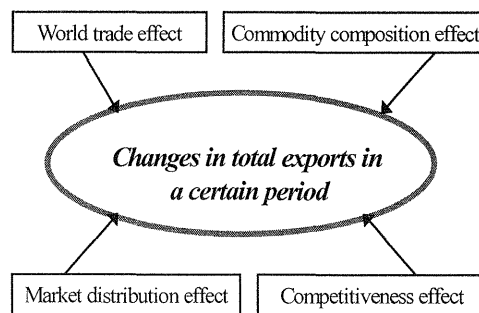 World trade effect
Commodity composition effect
Changes in total exports in
a certain period
Market distribution effect
Competitiveness effect